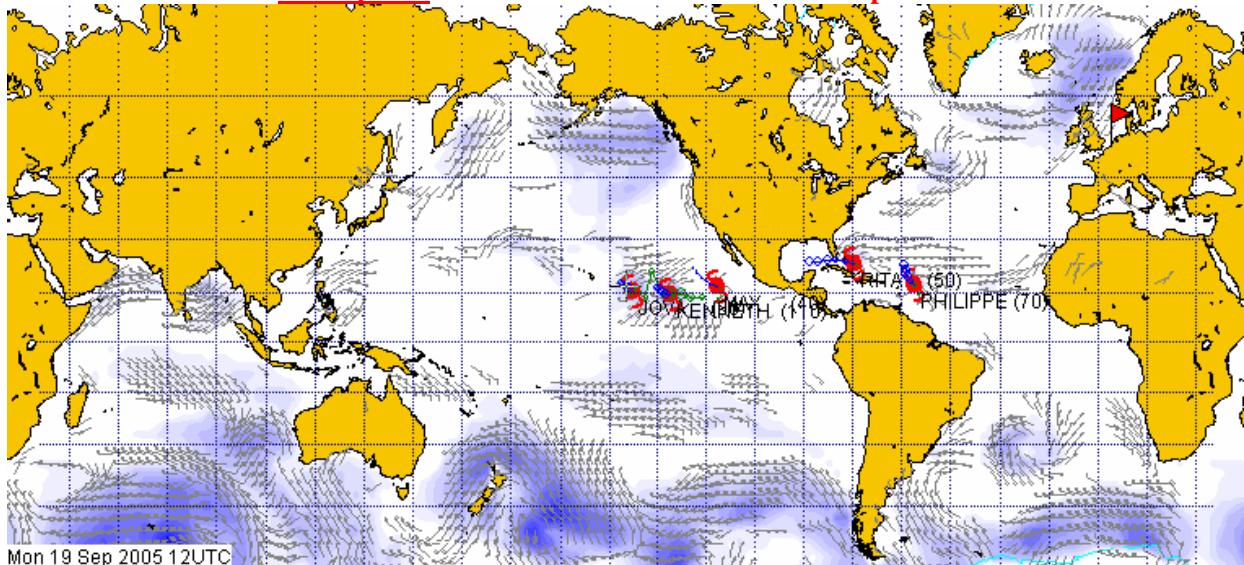 RITA (50)
PHILIPPE (70)
KENNETH (110)
Mon 19 Sep 2005 12UTC